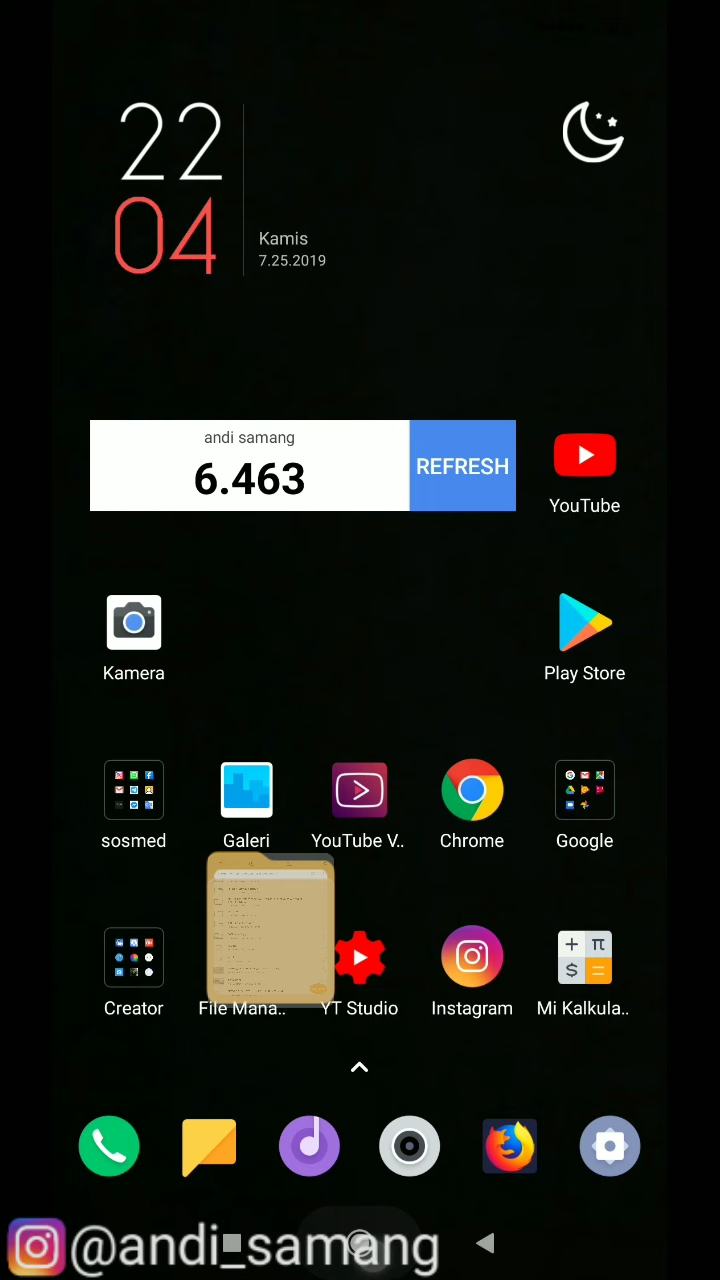 22
04
Kamis
7.25.2019
andi samang
6.463
REFRESH
YouTube
Kamera
Play Store
sosmed
Galeri
YouTube V..
Chrome
Google
Creator
File Mana..
YT Studio
Instagram
Mi Kalkula..
@andi_samang